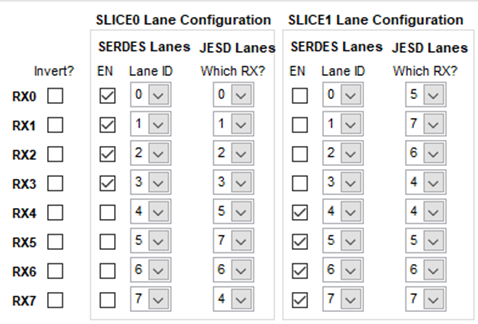 SLICE0 Lane Configuration SLICE1 Lane Configuration
SERDES Lanes JESD Lanes SERDES Lanes JESD Lanes
Invert? EN Lane ID Which RX? EN Lane ID Which RX?
RX0 0 0 0 5
RX1 1 1 1 7
RX2 2 2 2 6
RX3 3 3 3 4
RX4 4 5 4 4
RX5 5 7 5 5
RX6 6 6 6 6
RX7 7 4 7 7